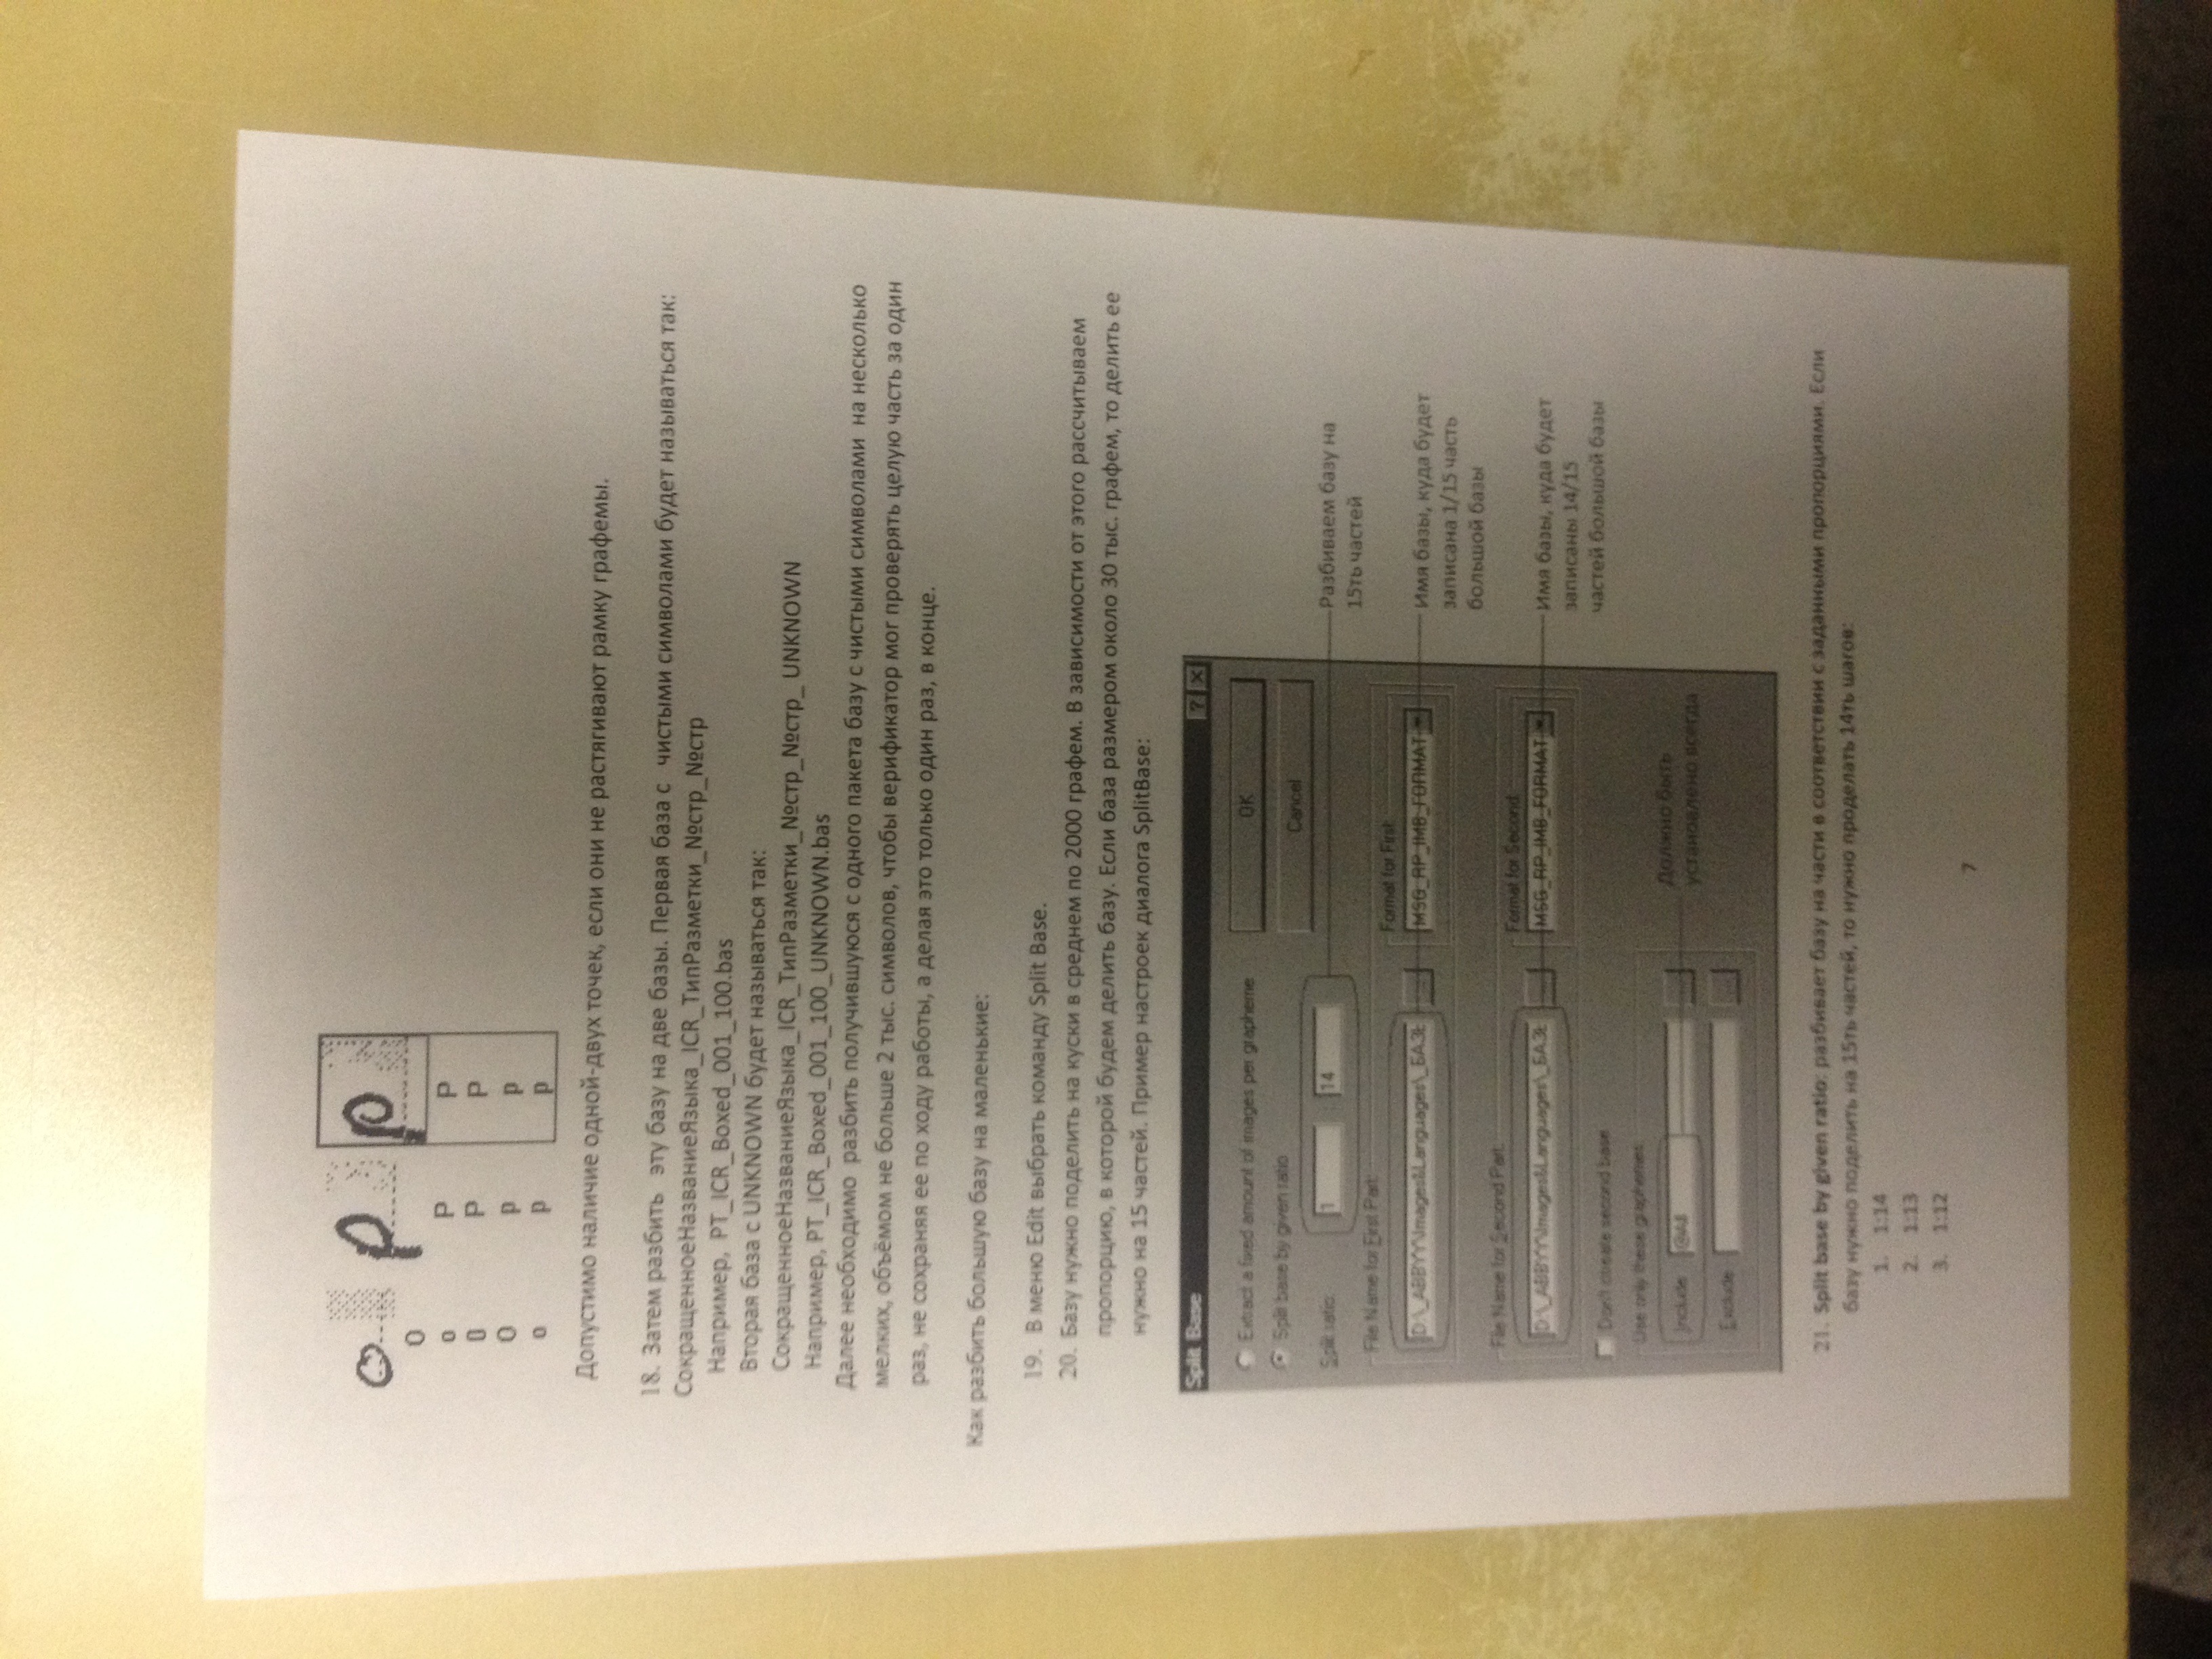 o p p
O
o P P
0 P P
O p p
o p p
Допустимо наличие одной-двух точек, если они не растягивают рамку графемы.
18. Затем разбить эту базу на две базы. Первая база с чистыми символами будет называться так:
СокращенноеНазваниеЯзыка_ICR_ТипРазметки_№стр_№стр
Например, PT_ICR_Boxed_001_100.bas
Вторая база с UNKNOWN будет называться так:
СокращенноеНазваниеЯзыка_ICR_ТипРазметки_№стр_№стр_ UNKNOWN
Например, PT_ICR_Boxed_001_100_UNKNOWN.bas
Далее необходимо разбить получившуюся с одного пакета базу с чистыми символами на несколько
мелких, объёмом не больше 2 тыс. символов, чтобы верификатор мог проверять целую часть за один
раз, не сохраняя ее по ходу работы, а делая это только один раз, в конце.
Как разбить большую базу на маленькие:
19. В меню Edit выбрать команду Split Base.
20. Базу нужно поделить на куски в среднем по 2000 графем. В зависимости от этого рассчитываем
пропорцию, в которой будем делить базу. Если база размером около 30 тыс. графем, то делить ее
нужно на 15 частей. Пример настроек диалога SplitBase:
Split Base
Extract a fixed amount of images per grapheme
OK
Split base by given ratio
Cancel
Split ratio: 1 14
Разбиваем базу на
15ть частей
File Name for First Part:
Format for First:
D:\_ABBYY\Images&Languages\_БАЗЫ ... MSG_RP_IMB_FORMAT
Имя базы, куда будет
записана 1/15 часть
большой базы
File Name for Second Part:
Format for Second:
D:\_ABBYY\Images&Languages\_БАЗЫ ... MSG_RP_IMB_FORMAT
Имя базы, куда будет
записаны 14/15
частей большой базы
Don't create second base
Use only these graphemes:
Include: @All
Должно быть
установлено всегда
Exclude: ...
21. Split base by given ratio: разбивает базу на части в соответствии с заданными пропорциями. Если
базу нужно поделить на 15ть частей, то нужно проделать 14ть шагов:
1. 1:14
2. 1:13
3. 1:12
7